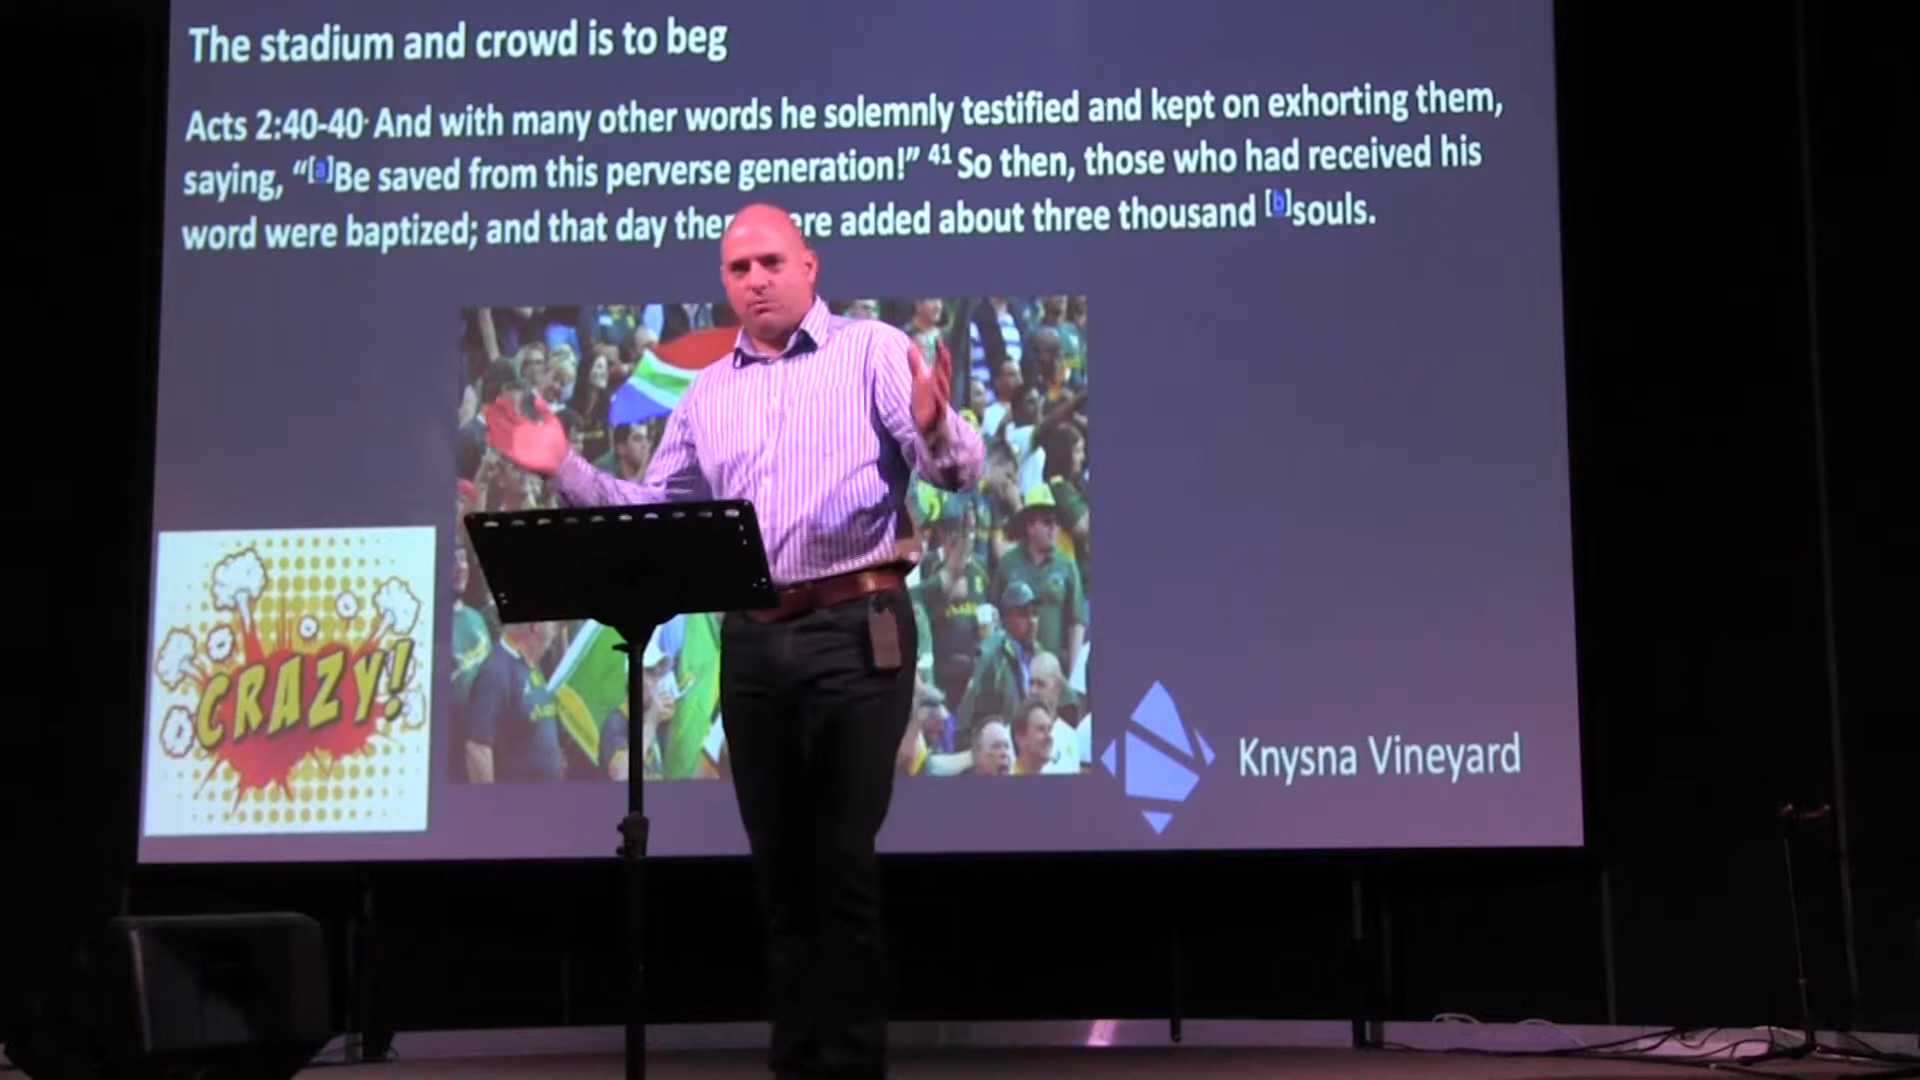 The stadium and crowd is to beg
Acts 2:40-40 And with many other words he solemnly testified and kept on exhorting them,
saying, “[a]Be saved from this perverse generation!” 41 So then, those who had received his
word were baptized; and that day added about three thousand [b]souls.
CRAZY!
Knysna Vineyard